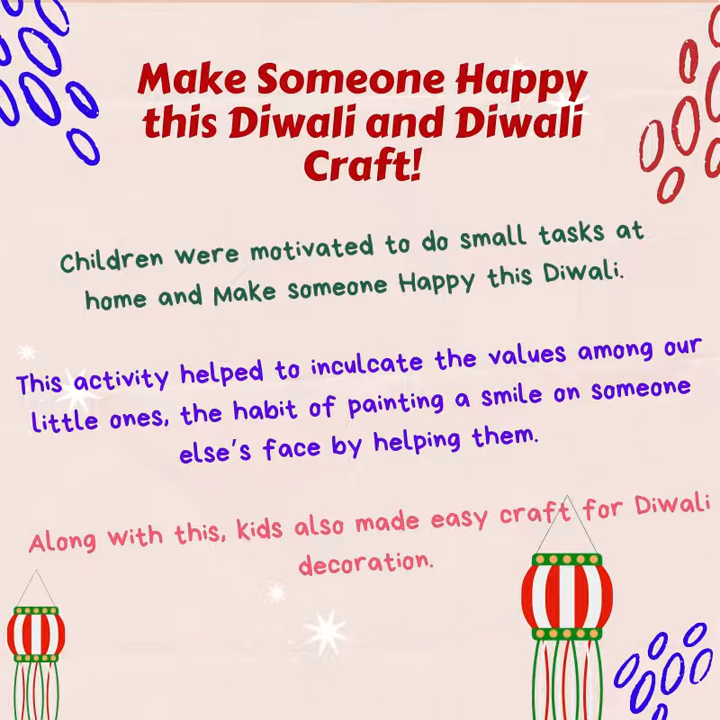 Make Someone Happy
this Diwali and Diwali
Craft!
Children were motivated to do small tasks at
home and Make someone Happy this Diwali.
This activity helped to inculcate the values among our
little ones, the habit of painting a smile on someone
else's face by helping them.
Along with this, kids also made easy craft for Diwali
decoration.